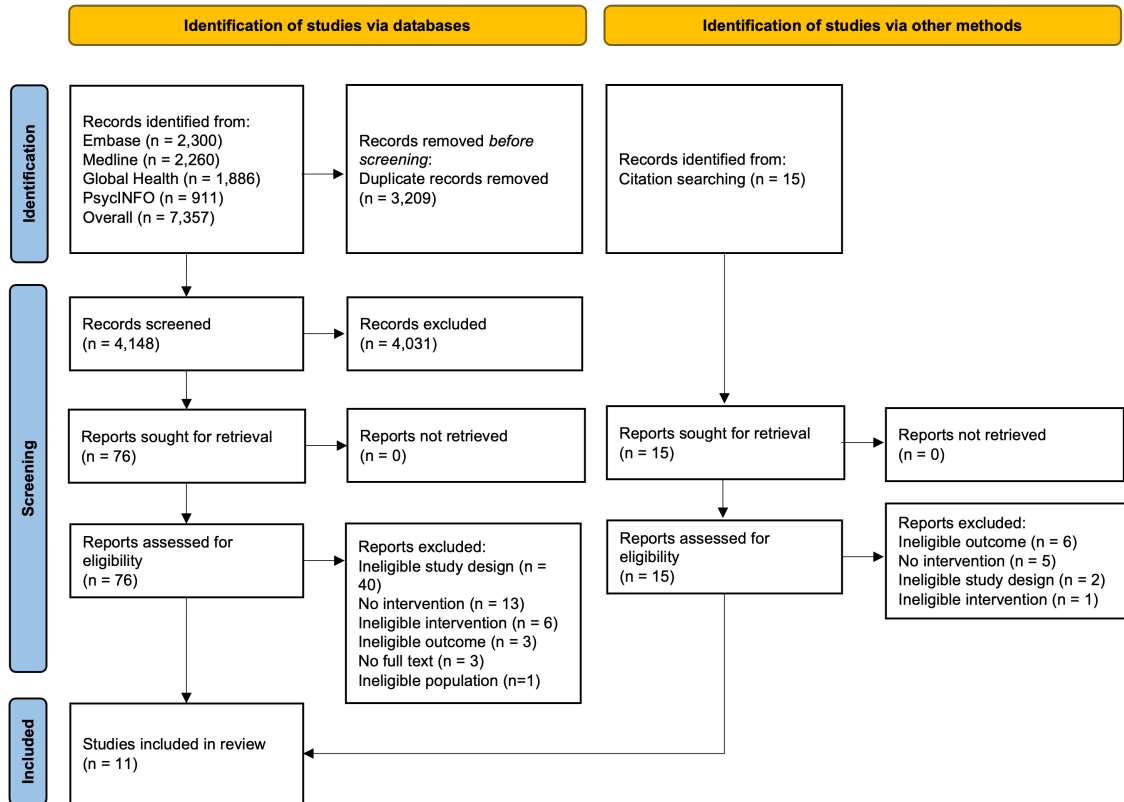 Identification of studies via databases
Identification of studies via other methods
Identification
Records identified from:
Embase (n = 2,300)
Medline (n = 2,260)
Global Health (n = 1,886)
PsycINFO (n = 911)
Overall (n = 7,357)
Records removed before
screening:
Duplicate records removed
(n = 3,209)
Records identified from:
Citation searching (n = 15)
Screening
Records screened
(n = 4,148)
Records excluded
(n = 4,031)
Reports sought for retrieval
(n = 76)
Reports not retrieved
(n = 0)
Reports sought for retrieval
(n = 15)
Reports not retrieved
(n = 0)
Reports assessed for
eligibility
(n = 76)
Reports excluded:
Ineligible study design (n =
40)
No intervention (n = 13)
Ineligible intervention (n = 6)
Ineligible outcome (n = 3)
No full text (n = 3)
Ineligible population (n=1)
Reports assessed for
eligibility
(n = 15)
Reports excluded:
Ineligible outcome (n = 6)
No intervention (n = 5)
Ineligible study design (n = 2)
Ineligible intervention (n = 1)
Included
Studies included in review
(n = 11)